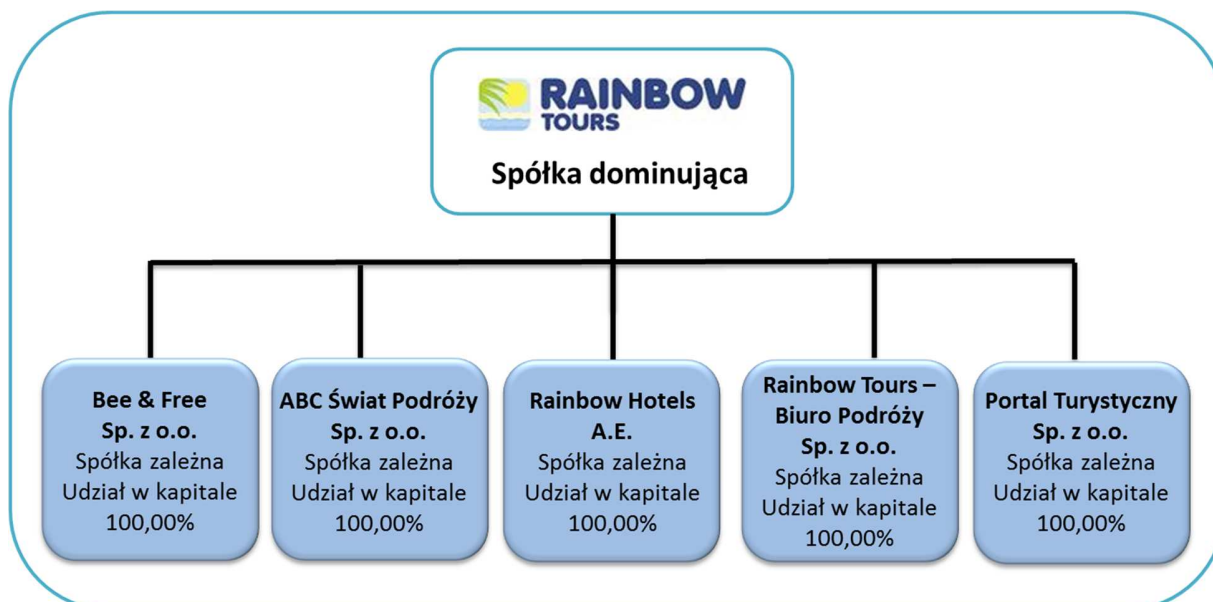 RAINBOW
TOURS
Spółka dominująca
Bee & Free
Sp. z o.o.
Spółka zależna
Udział w kapitale
100,00%
ABC Świat Podróży
Sp. z o.o.
Spółka zależna
Udział w kapitale
100,00%
Rainbow Hotels
A.E.
Spółka zależna
Udział w kapitale
100,00%
Rainbow Tours –
Biuro Podróży
Sp. z o.o.
Spółka zależna
Udział w kapitale
100,00%
Portal Turystyczny
Sp. z o.o.
Spółka zależna
Udział w kapitale
100,00%